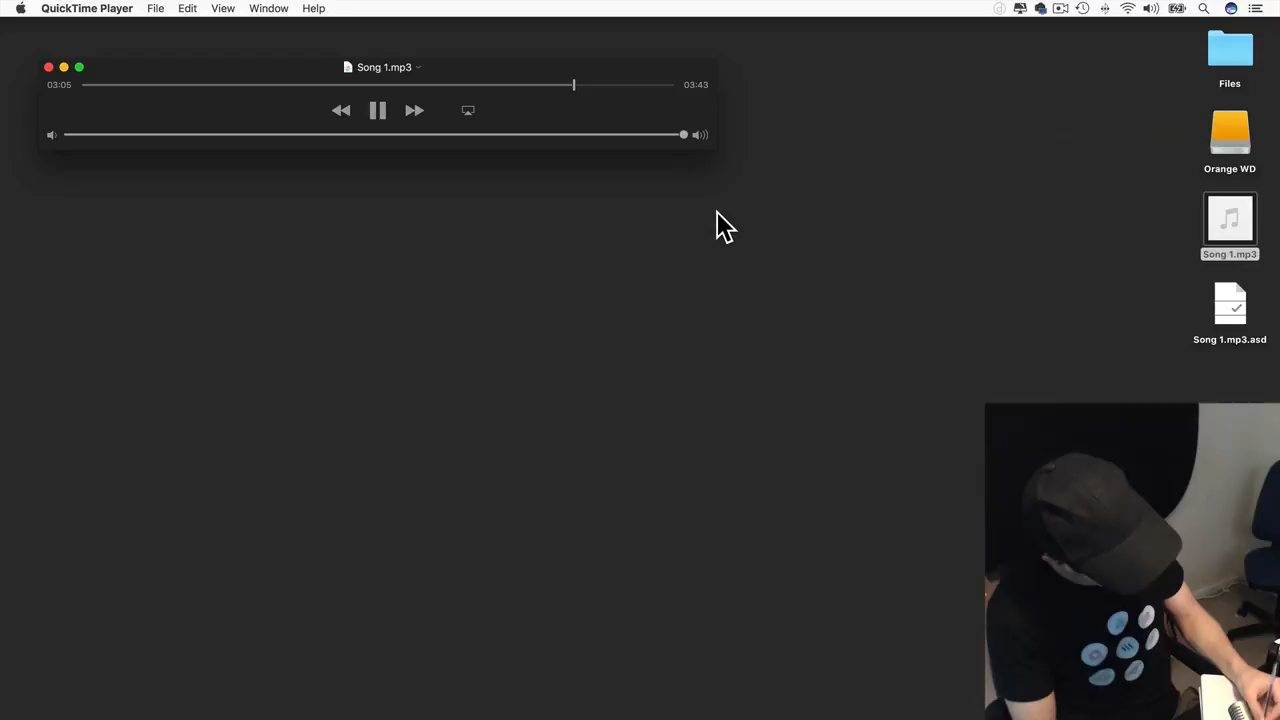 QuickTime Player File Edit View Window Help
Song 1.mp3
03:05
03:43
Files
Orange WD
Song 1.mp3
Song 1.mp3.asd